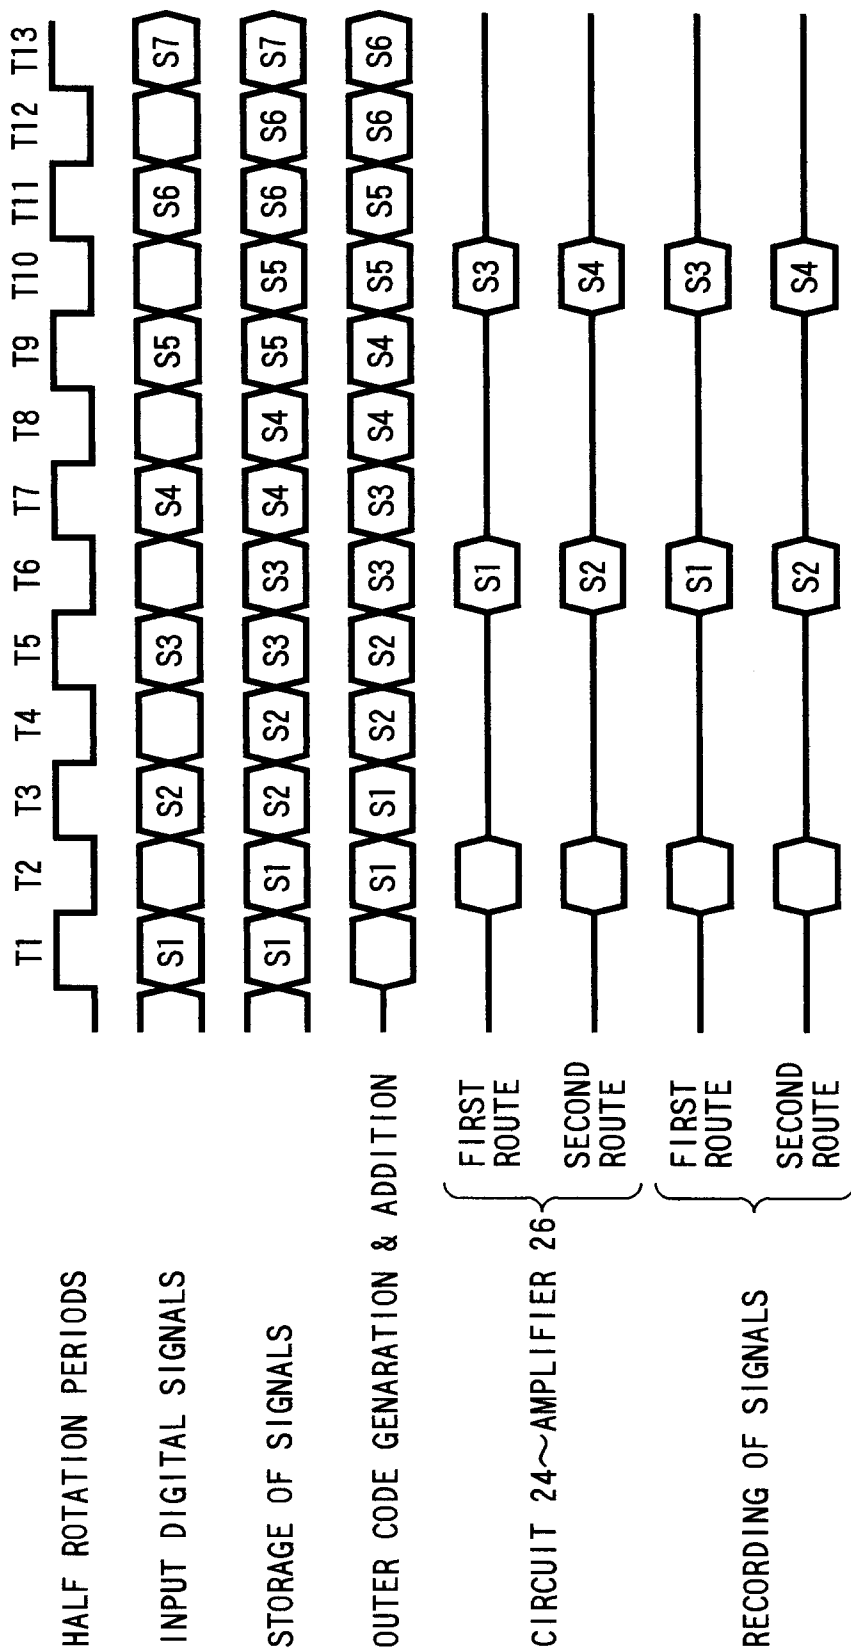 HALF ROTATION PERIODS
T1 T2 T3 T4 T5 T6 T7 T8 T9 T10 T11 T12 T13
INPUT DIGITAL SIGNALS
S1 S2 S3 S4 S5 S6 S7
STORAGE OF SIGNALS
S1 S1 S2 S2 S3 S3 S4 S4 S5 S5 S6 S6 S7
OUTER CODE GENARATION & ADDITION
S1 S1 S2 S2 S3 S3 S4 S4 S5 S5 S6 S6
CIRCUIT 24~AMPLIFIER 26
FIRST
ROUTE
S1 S3
SECOND
ROUTE
S2 S4
RECORDING OF SIGNALS
FIRST
ROUTE
S1 S3
SECOND
ROUTE
S2 S4